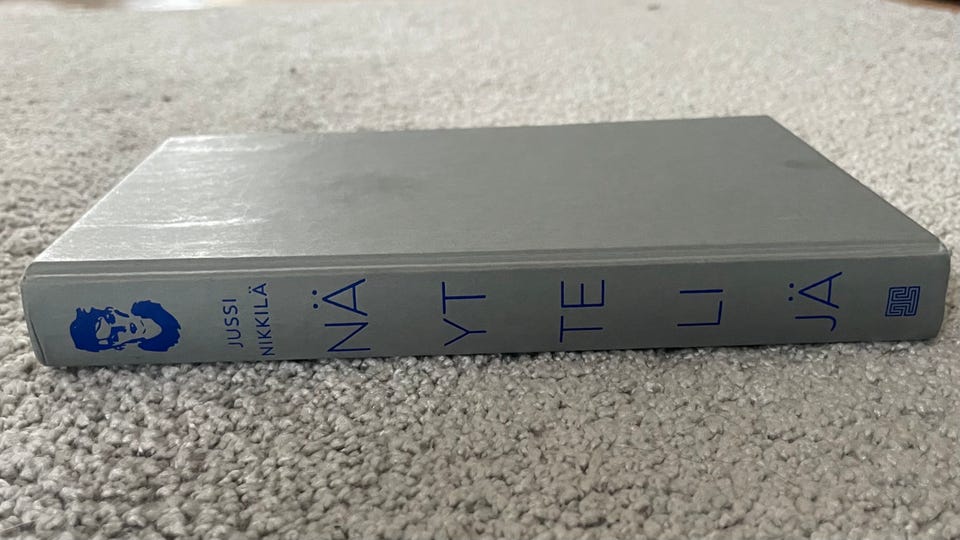 JUSSI
NIKKILÄ
NÄ
YT
TE
LI
JÄ